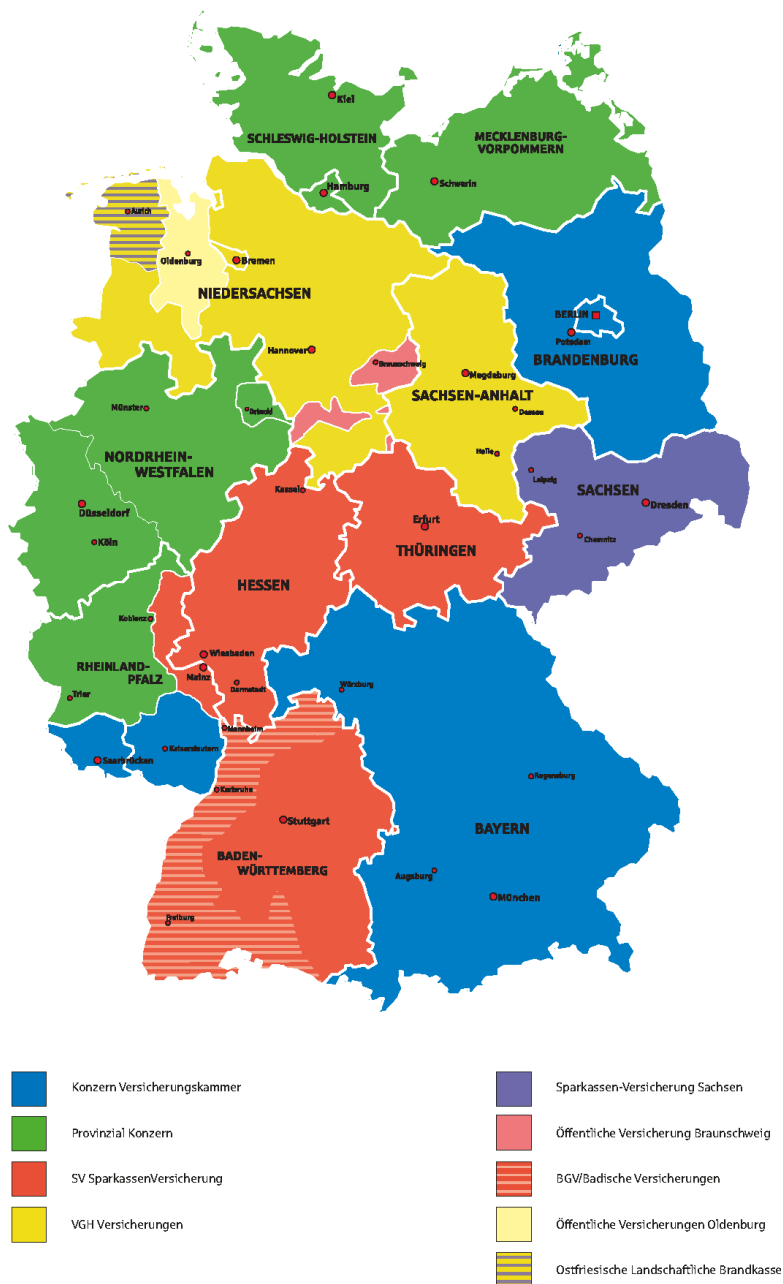 Kiel
SCHLESWIG-HOLSTEIN
MECKLENBURG-
VORPOMMERN
Hamburg
Schwerin
Aurich
Oldenburg
Bremen
NIEDERSACHSEN
BERLIN
Potsdam
BRANDENBURG
Hannover
Braunschweig
Magdeburg
SACHSEN-ANHALT
Dessau
Münster
Detmold
NORDRHEIN-
WESTFALEN
Halle
Leipzig
SACHSEN
Dresden
Kassel
Düsseldorf
Erfurt
Chemnitz
Köln
THÜRINGEN
HESSEN
Koblenz
Wiesbaden
RHEINLAND-
PFALZ
Mainz
Darmstadt
Würzburg
Trier
Mannheim
Kaiserslautern
Saarbrücken
Regensburg
Karlsruhe
Stuttgart
BAYERN
BADEN-
WÜRTTEMBERG
Augsburg
München
Freiburg
Konzern Versicherungskammer
Provinzial Konzern
SV SparkassenVersicherung
VGH Versicherungen
Sparkassen-Versicherung Sachsen
Öffentliche Versicherung Braunschweig
BGV/Badische Versicherungen
Öffentliche Versicherungen Oldenburg
Ostfriesische Landschaftliche Brandkasse